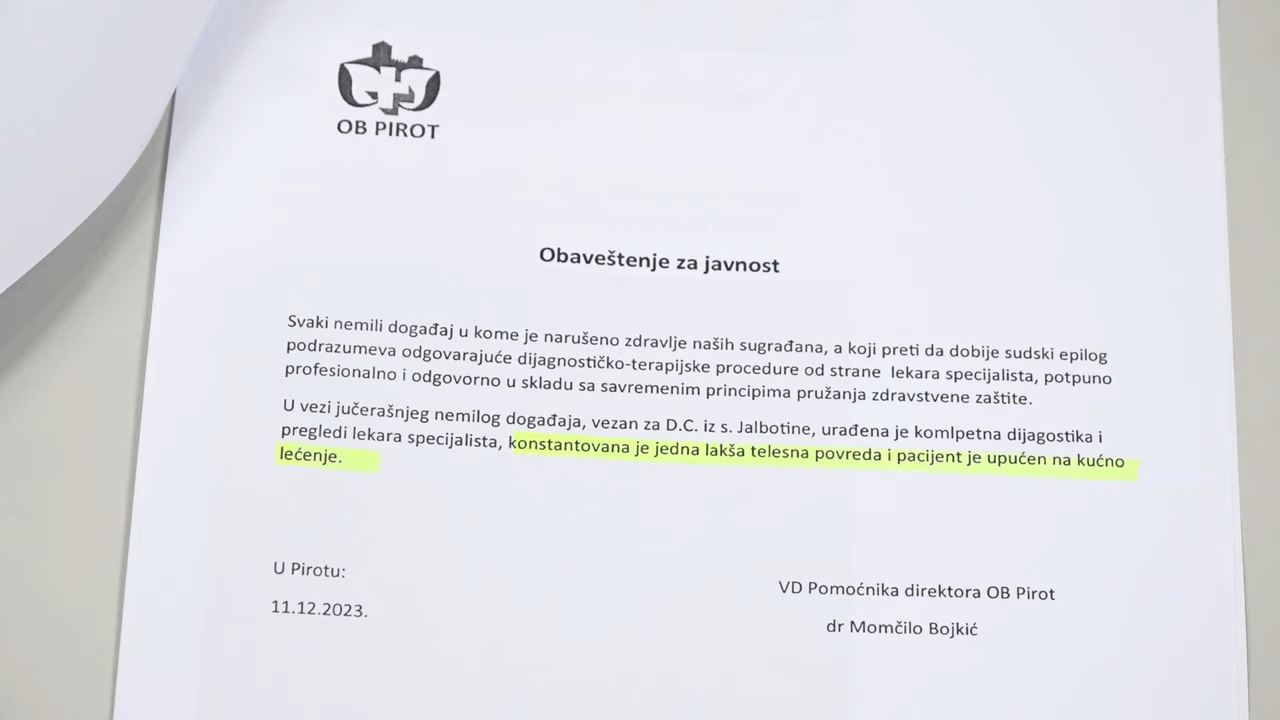 OB PIROT
Obaveštenje za javnost
Svaki nemili događaj u kome je narušeno zdravlje naših sugrađana, a koji preti da dobije sudski epilog
podrazumeva odgovarajuće dijagnostičko-terapijske procedure od strane lekara specijalista, potpuno
profesionalno i odgovorno u skladu sa savremenim principima pružanja zdravstvene zaštite.
U vezi jučerašnjeg nemilog događaja, vezan za D.C. iz s. Jalbotine, urađena je komlpetna dijagostika i
pregledi lekara specijalista, konstantovana je jedna lakša telesna povreda i pacijent je upućen na kućno
lećenje.
U Pirotu:
11.12.2023.
VD Pomoćnika direktora OB Pirot
dr Momčilo Bojkić